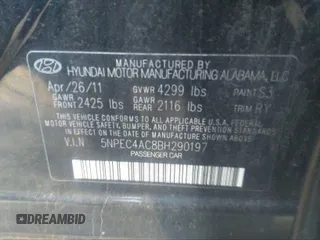 MANUFACTURED BY
HYUNDAI MOTOR MANUFACTURING ALABAMA, LLC
Apr/26/11 GVWR 4299 lbs PAINT S3
GAWR FRONT 2425 lbs GAWR REAR 2116 lbs TRIM RY
THIS VEHICLE CONFORMS TO ALL APPLICABLE U.S. FEDERAL
MOTOR VEHICLE SAFETY, BUMPER, AND THEFT PREVENTION
STANDARDS IN EFFECT ON THE DATE OF MANUFACTURE SHOWN ABOVE.
V.I.N 5NPEC4AC8BH290197
PASSENGER CAR
DREAMBID